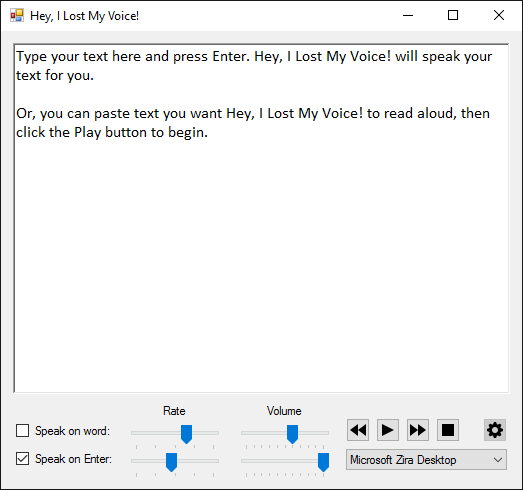 Hey, I Lost My Voice!
Type your text here and press Enter. Hey, I Lost My Voice! will speak your
text for you.
Or, you can paste text you want Hey, I Lost My Voice! to read aloud, then
click the Play button to begin.
Rate
Volume
Speak on word:
Speak on Enter:
Microsoft Zira Desktop